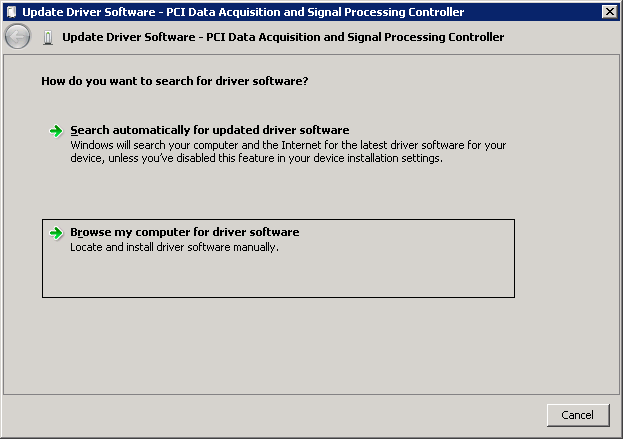 Update Driver Software - PCI Data Acquisition and Signal Processing Controller
Update Driver Software - PCI Data Acquisition and Signal Processing Controller
How do you want to search for driver software?
Search automatically for updated driver software
Windows will search your computer and the Internet for the latest driver software for your
device, unless you've disabled this feature in your device installation settings.
Browse my computer for driver software
Locate and install driver software manually.
Cancel